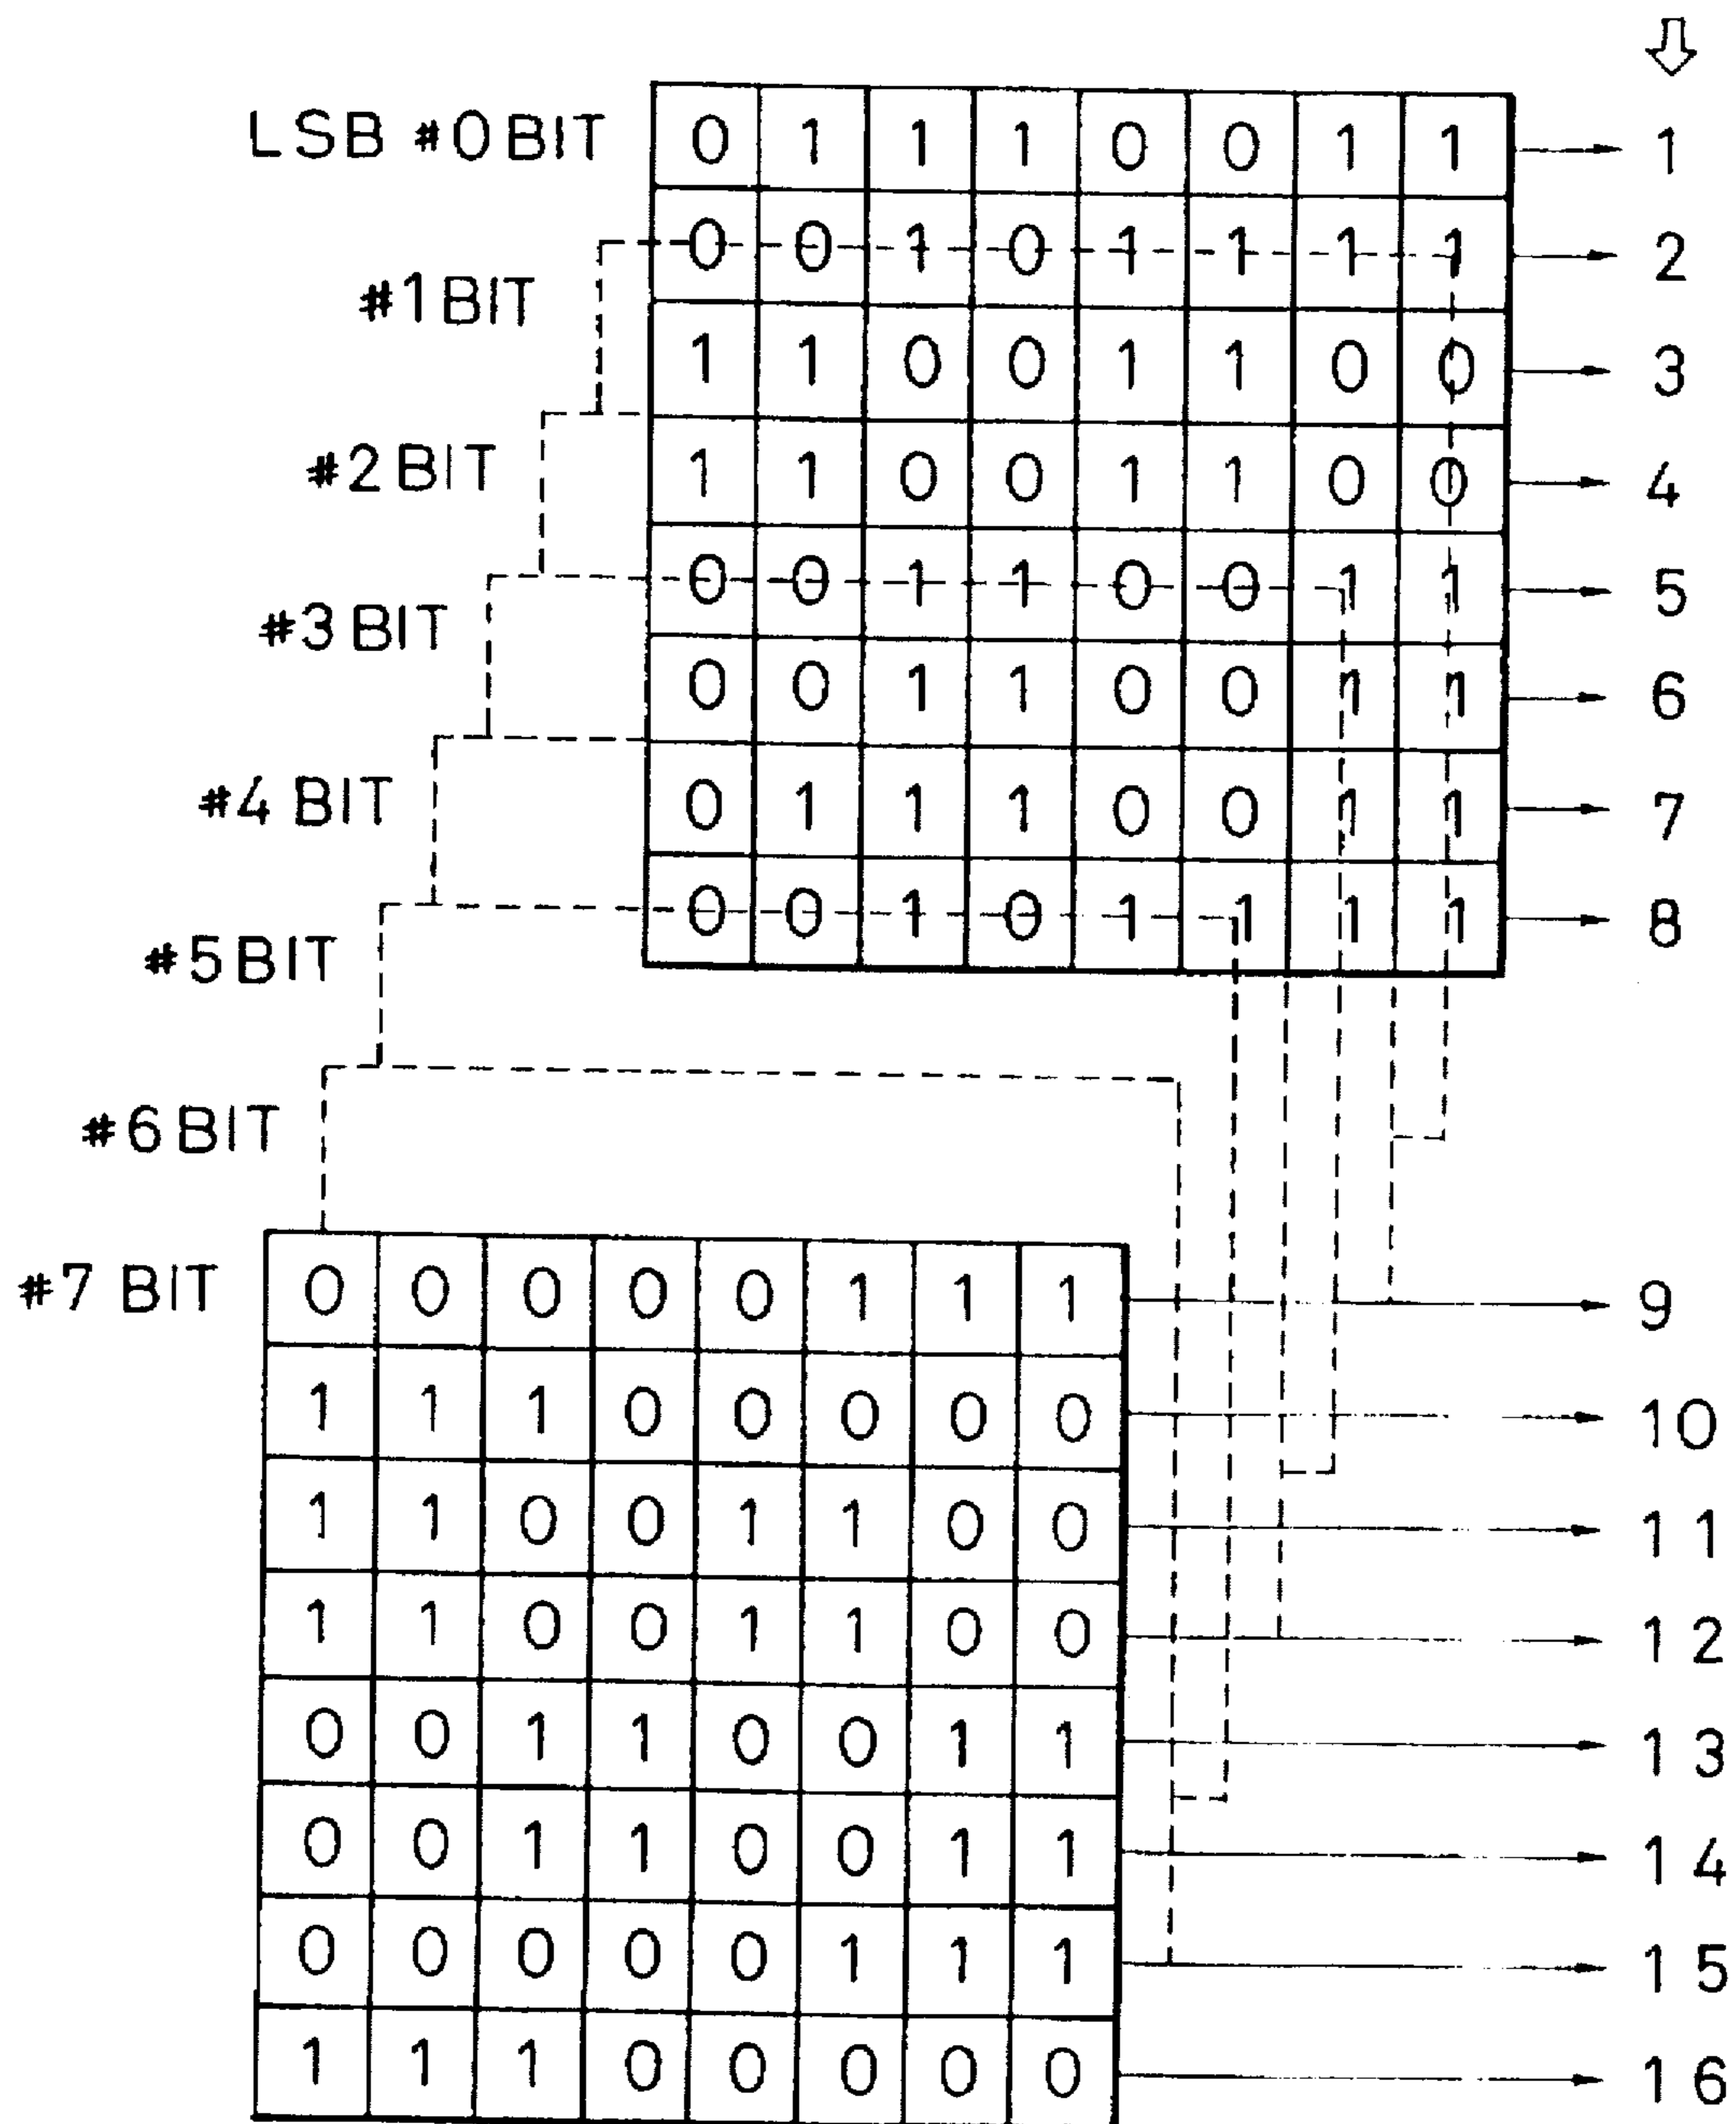 LSB #0 BIT 0 1 1 1 0 0 1 1 1
0 0 1 0 1 1 1 1 2
#1 BIT
1 1 0 0 1 1 0 0 3
#2 BIT 1 1 0 0 1 1 0 0 4
0 0 1 1 0 0 1 1 5
#3 BIT
0 0 1 1 0 0 1 1 6
#4 BIT 0 1 1 1 0 0 1 1 7
0 0 1 0 1 1 1 1 8
#5 BIT
#6 BIT
#7 BIT 0 0 0 0 0 1 1 1 9
1 1 1 0 0 0 0 0 10
1 1 0 0 1 1 0 0 11
1 1 0 0 1 1 0 0 12
0 0 1 1 0 0 1 1 13
0 0 1 1 0 0 1 1 14
0 0 0 0 0 1 1 1 15
1 1 1 0 0 0 0 0 16